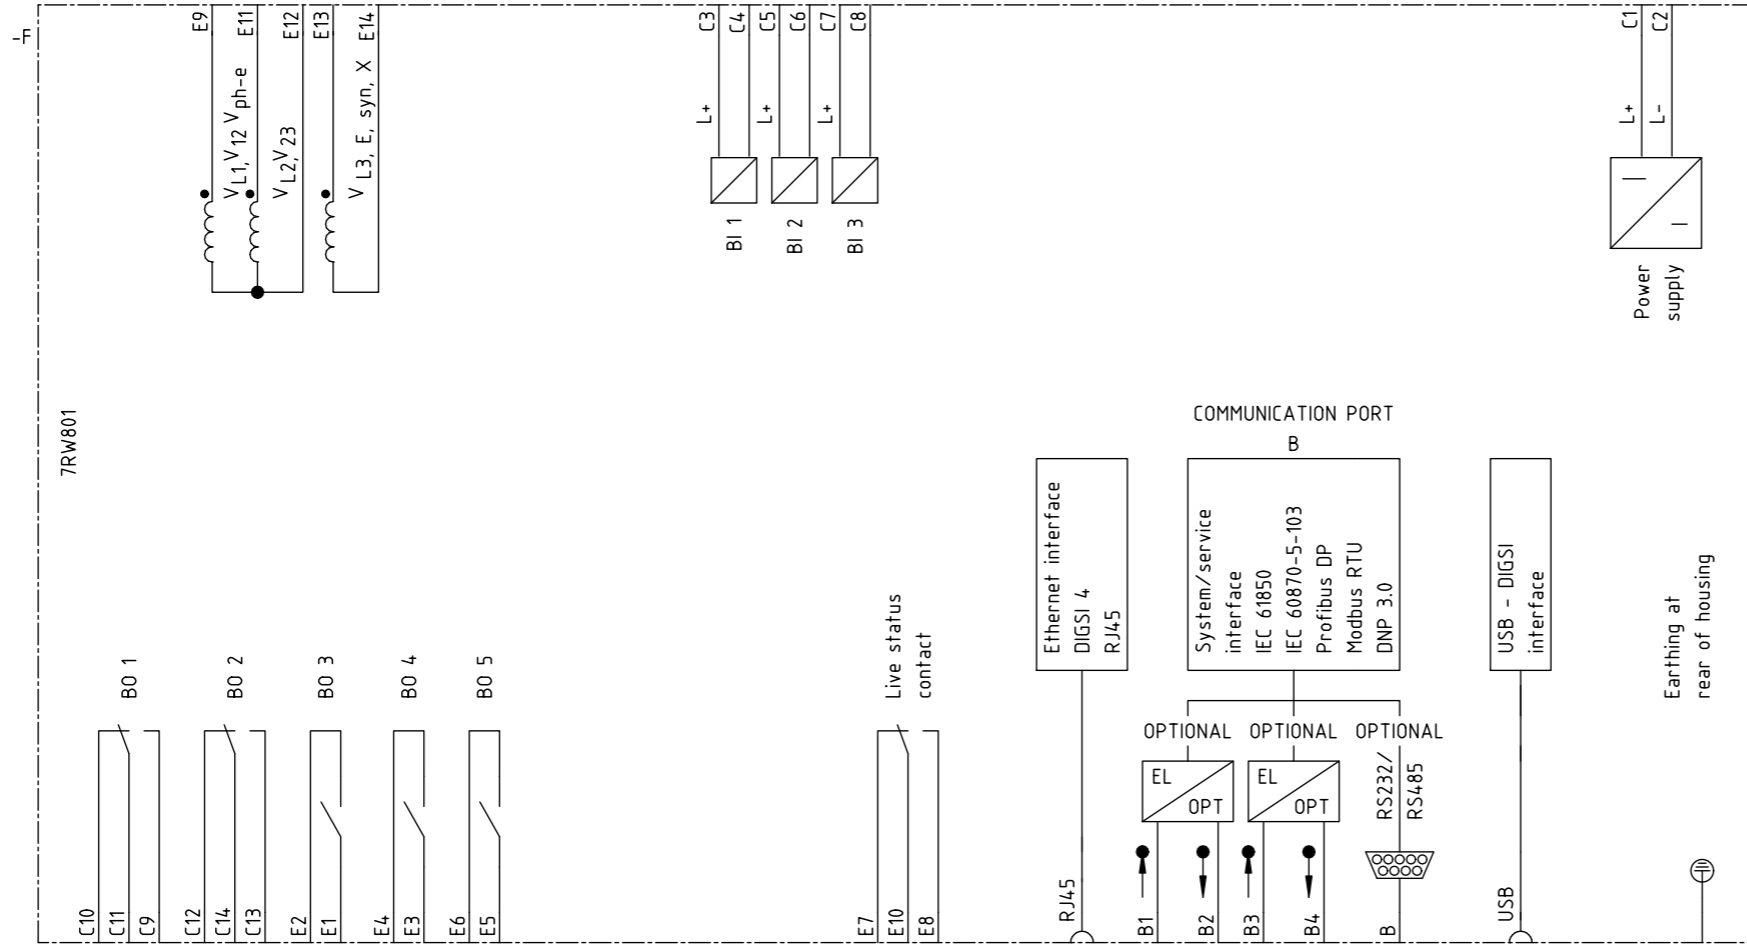 -F
E9
E11
E12
E13
E14
C3
C4
C5
C6
C7
C8
C1
C2
VL1,V12 Vph-e
VL2,V23
V L3, E, syn, X
L+
L+
L+
L+
L-
BI 1
BI 2
BI 3
Power
supply
7RW801
COMMUNICATION PORT
B
Ethernet interface
DIGSI 4
RJ45
System/service
interface
IEC 61850
IEC 60870-5-103
Profibus DP
Modbus RTU
DNP 3.0
USB - DIGSI
interface
Earthing at
rear of housing
BO 1
BO 2
BO 3
BO 4
BO 5
Live status
contact
OPTIONAL
OPTIONAL
OPTIONAL
EL
OPT
EL
OPT
RS232/
RS485
C10
C11
C9
C12
C14
C13
E2
E1
E4
E3
E6
E5
E7
E10
E8
RJ45
B1
B2
B3
B4
B
USB